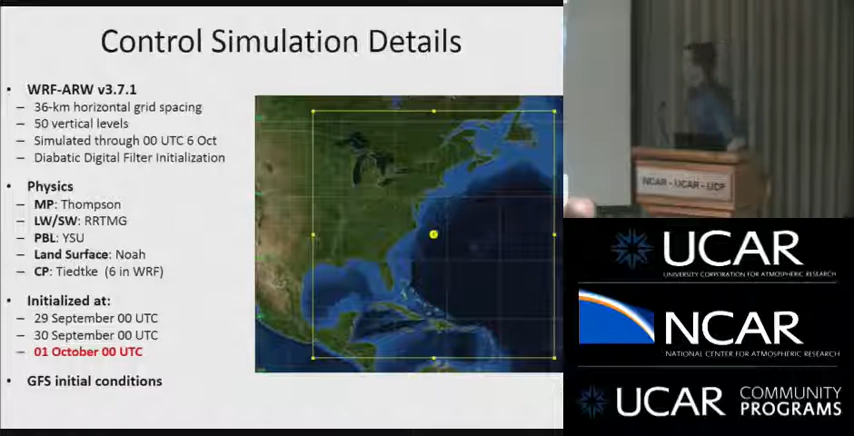 Control Simulation Details
• WRF-ARW v3.7.1
– 36-km horizontal grid spacing
– 50 vertical levels
– Simulated through 00 UTC 6 Oct
– Diabatic Digital Filter Initialization
• Physics
– MP: Thompson
– LW/SW: RRTMG
– PBL: YSU
– Land Surface: Noah
– CP: Tiedtke (6 in WRF)
• Initialized at:
– 29 September 00 UTC
– 30 September 00 UTC
– 01 October 00 UTC
• GFS initial conditions
NCAR - UCAR - UCP
UCAR
UNIVERSITY CORPORATION FOR ATMOSPHERIC RESEARCH
NCAR
NATIONAL CENTER FOR ATMOSPHERIC RESEARCH
UCAR COMMUNITY
PROGRAMS